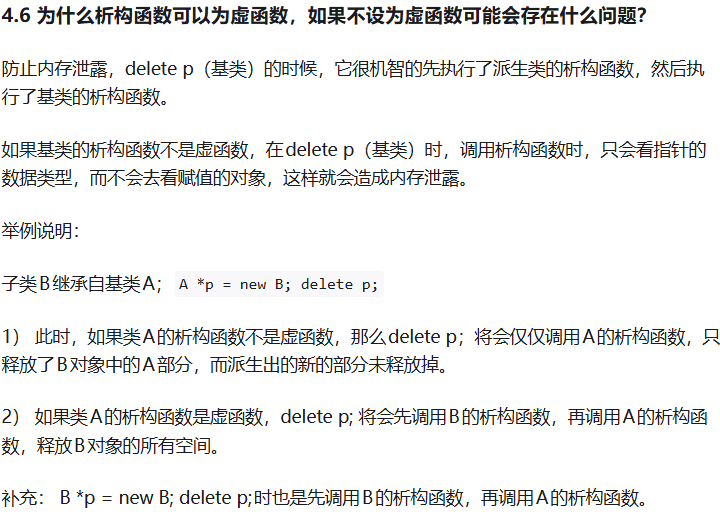 4.6 为什么析构函数可以为虚函数，如果不设为虚函数可能会存在什么问题？
防止内存泄露，delete p（基类）的时候，它很机智的先执行了派生类的析构函数，然后执
行了基类的析构函数。
如果基类的析构函数不是虚函数，在delete p（基类）时，调用析构函数时，只会看指针的
数据类型，而不会去看赋值的对象，这样就会造成内存泄露。
举例说明：
子类B继承自基类A； A *p = new B; delete p;
1） 此时，如果类A的析构函数不是虚函数，那么delete p；将会仅仅调用A的析构函数，只
释放了B对象中的A部分，而派生出的新的部分未释放掉。
2） 如果类A的析构函数是虚函数，delete p; 将会先调用B的析构函数，再调用A的析构函
数，释放B对象的所有空间。
补充： B *p = new B; delete p;时也是先调用B的析构函数，再调用A的析构函数。